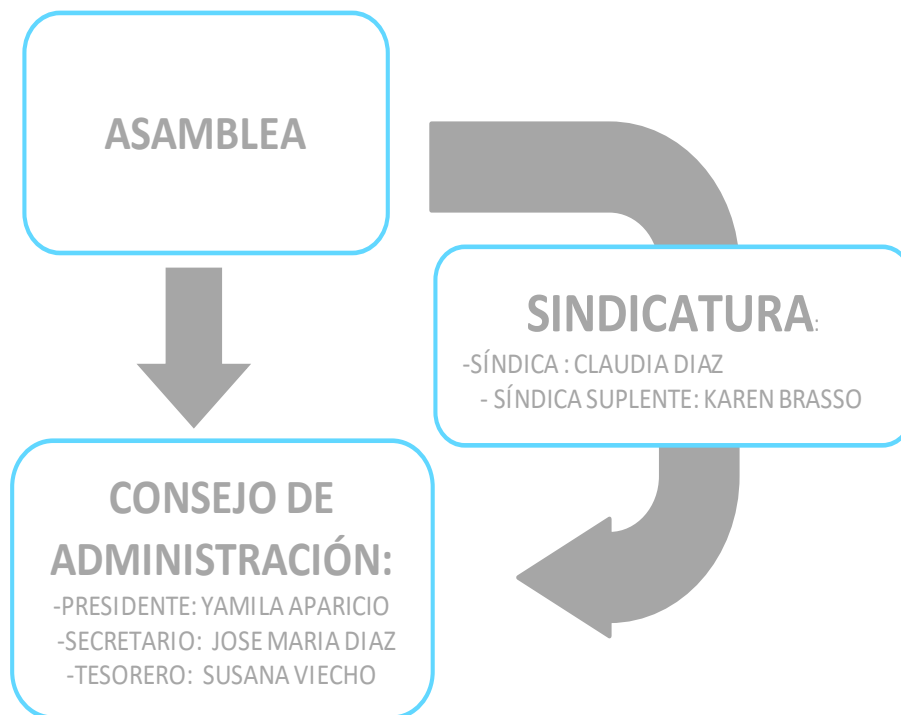 ASAMBLEA
SINDICATURA:
-SÍNDICA : CLAUDIA DIAZ
- SÍNDICA SUPLENTE: KAREN BRASSO
CONSEJO DE
ADMINISTRACIÓN:
-PRESIDENTE: YAMILA APARICIO
-SECRETARIO: JOSE MARIA DIAZ
-TESORERO: SUSANA VIECHO